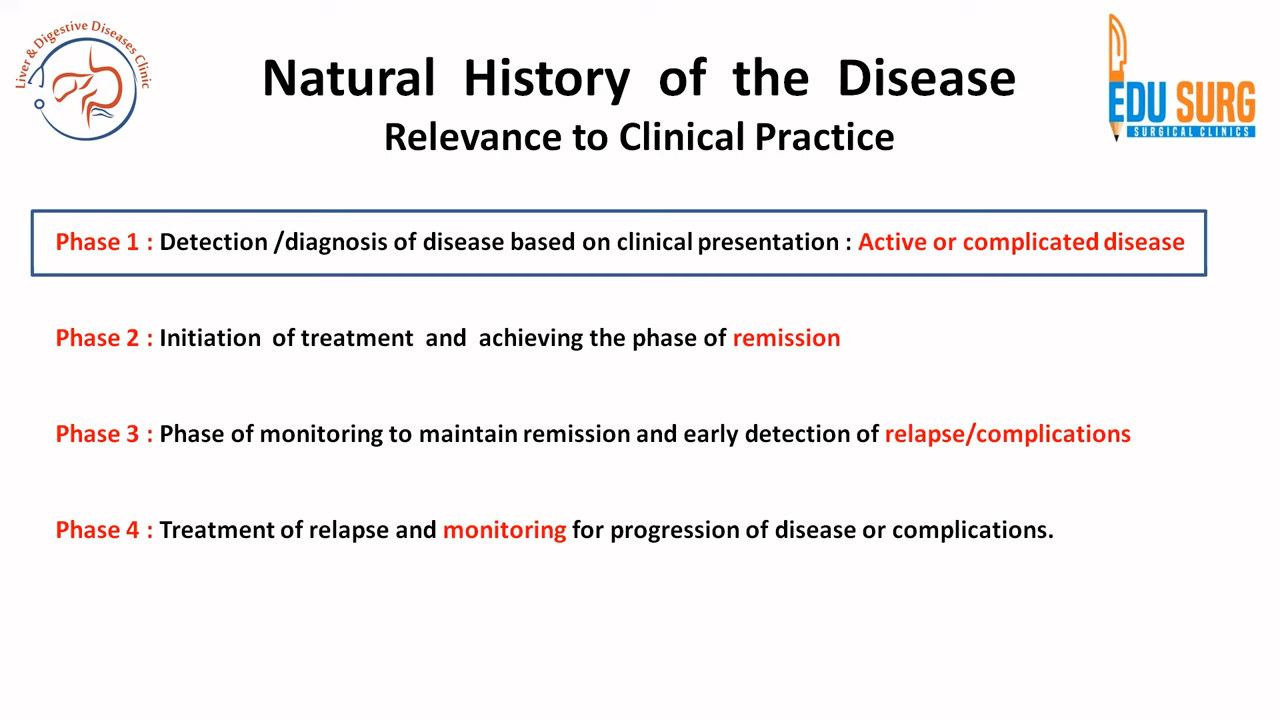 Liver & Digestive Diseases Clinic
Natural History of the Disease
Relevance to Clinical Practice
EDU SURG
SURGICAL CLINICS
Phase 1 : Detection /diagnosis of disease based on clinical presentation : Active or complicated disease
Phase 2 : Initiation of treatment and achieving the phase of remission
Phase 3 : Phase of monitoring to maintain remission and early detection of relapse/complications
Phase 4 : Treatment of relapse and monitoring for progression of disease or complications.